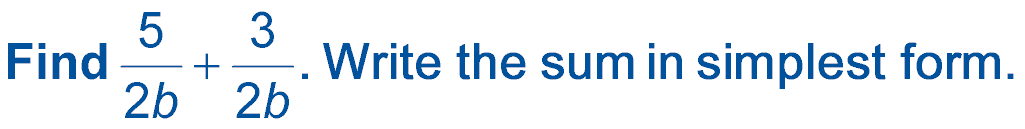 Find 5/2b + 3/2b. Write the sum in simplest form.